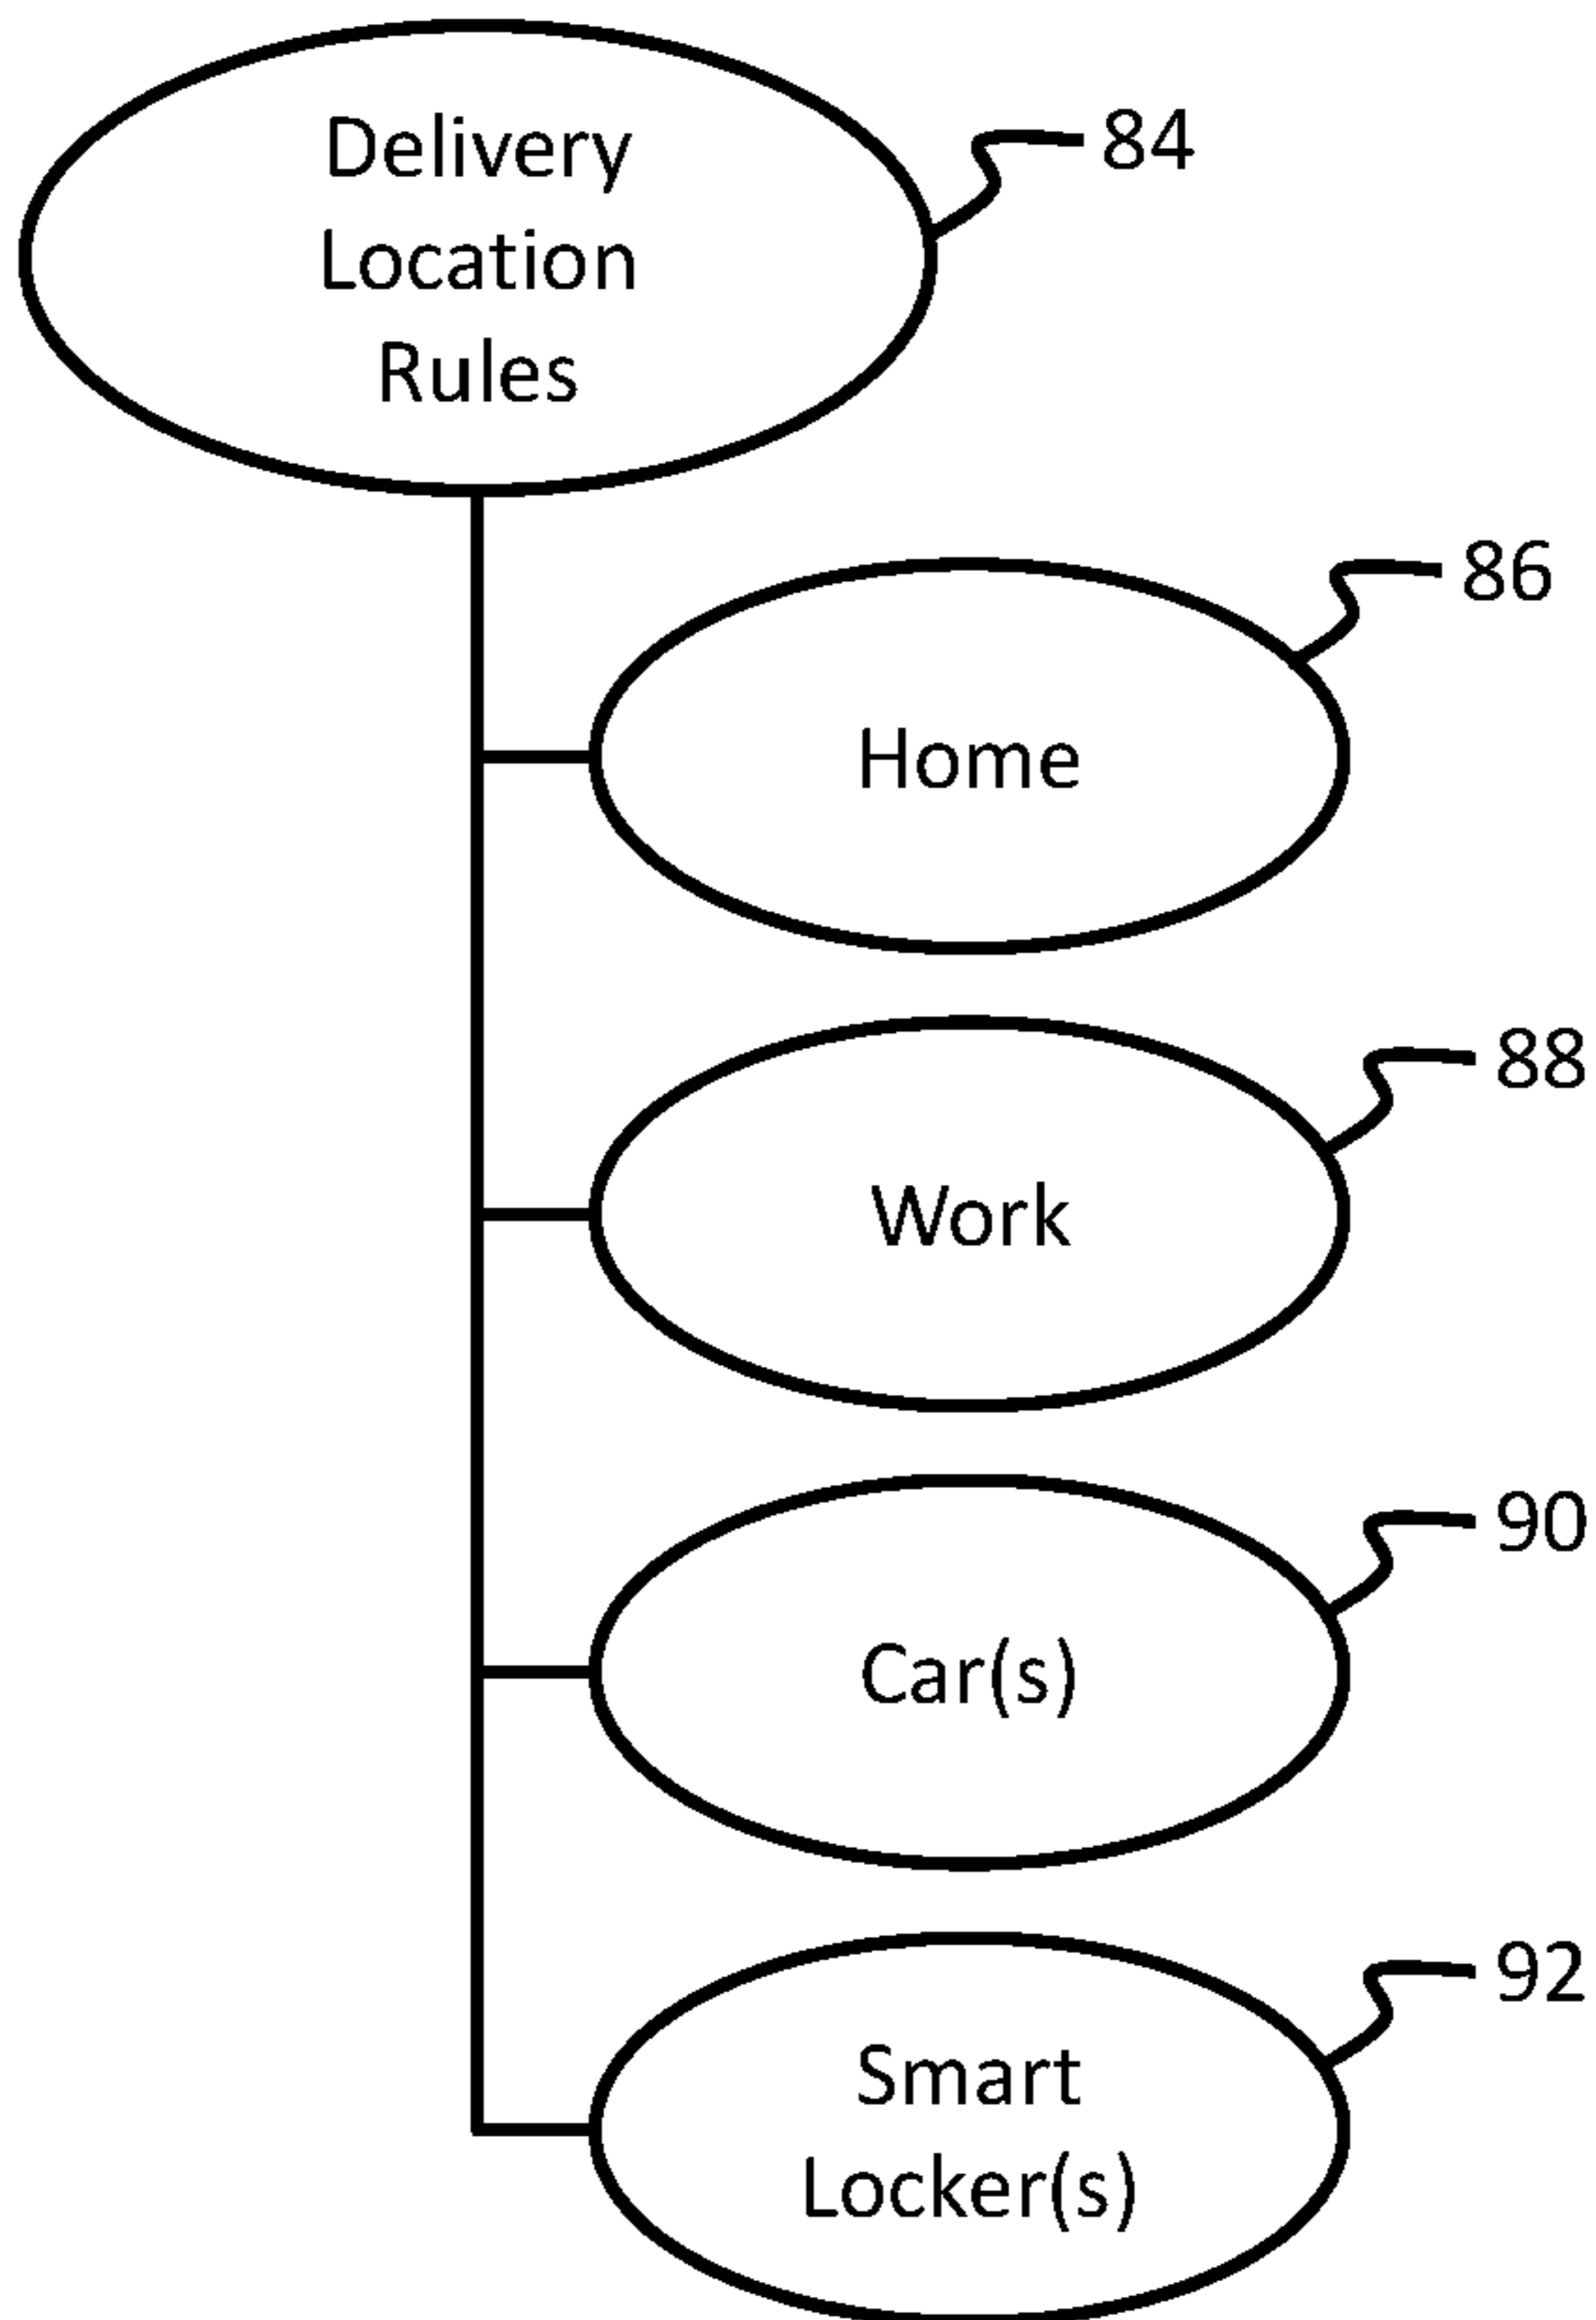 Delivery
Location
Rules
84
86
Home
88
Work
90
Car(s)
92
Smart
Locker(s)